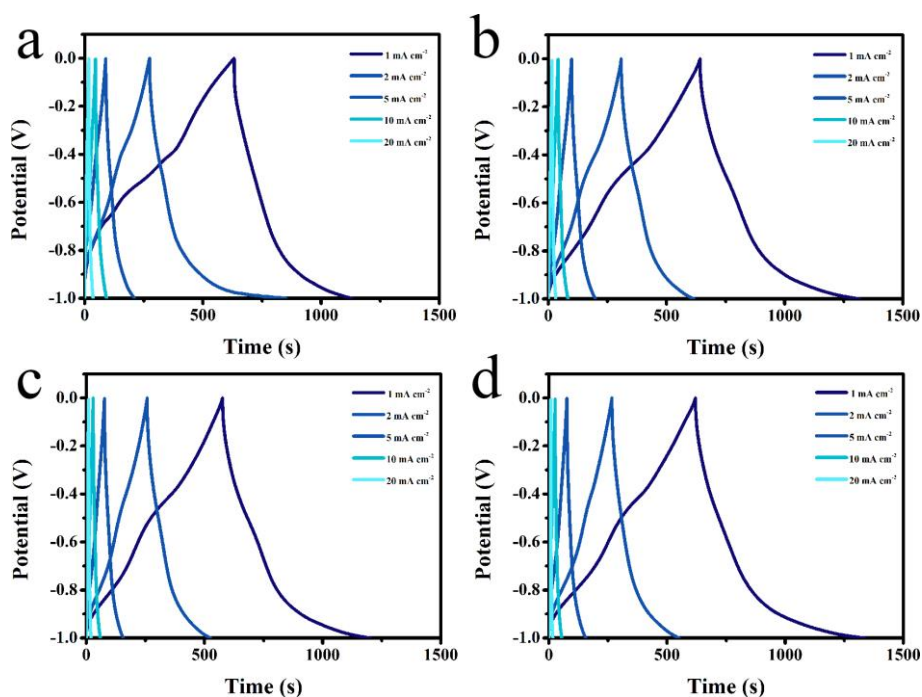 a
0.0
-0.2
-0.4
-0.6
-0.8
-1.0
Potential (V)
0
500
1000
1500
Time (s)
1 mA cm⁻²
2 mA cm⁻²
5 mA cm⁻²
10 mA cm⁻²
20 mA cm⁻²
b
0.0
-0.2
-0.4
-0.6
-0.8
-1.0
Potential (V)
0
500
1000
1500
Time (s)
1 mA cm⁻²
2 mA cm⁻²
5 mA cm⁻²
10 mA cm⁻²
20 mA cm⁻²
c
0.0
-0.2
-0.4
-0.6
-0.8
-1.0
Potential (V)
0
500
1000
1500
Time (s)
1 mA cm⁻²
2 mA cm⁻²
5 mA cm⁻²
10 mA cm⁻²
20 mA cm⁻²
d
0.0
-0.2
-0.4
-0.6
-0.8
-1.0
Potential (V)
0
500
1000
1500
Time (s)
1 mA cm⁻²
2 mA cm⁻²
5 mA cm⁻²
10 mA cm⁻²
20 mA cm⁻²